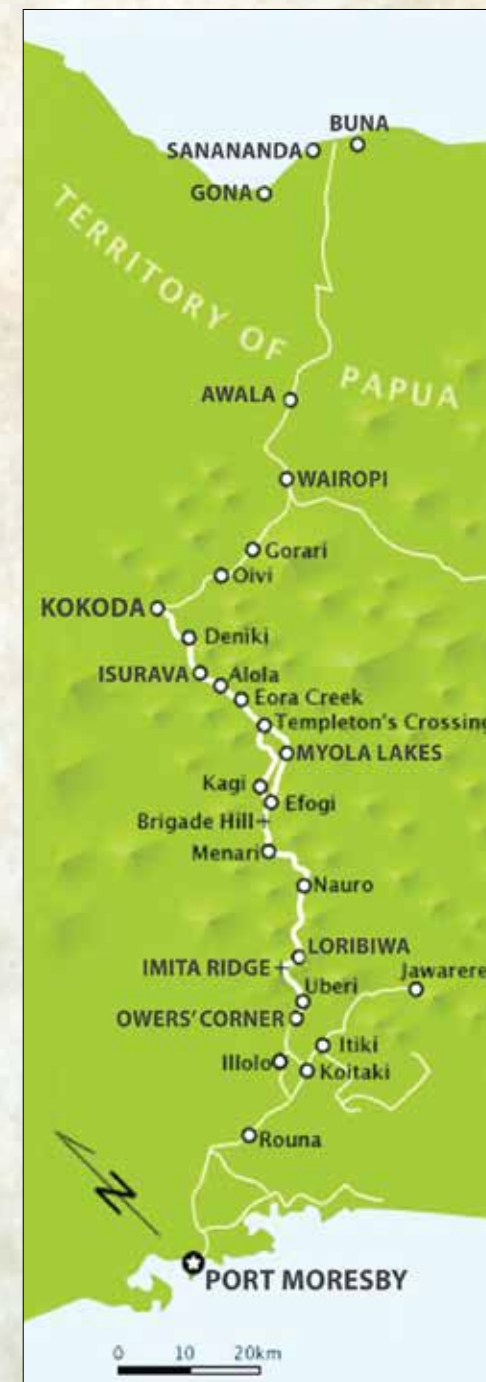 BUNA
SANANANDA
GONA
TERRITORY OF PAPUA
AWALA
WAIROPI
Gorari
Oivi
KOKODA
Deniki
ISURAVA
Alola
Eora Creek
Templeton's Crossing
MYOLA LAKES
Kagi
Efogi
Brigade Hill
Menari
Nauro
LORIBIWA
IMITA RIDGE
Jawarere
Uberi
OWERS' CORNER
Itiki
Illolo
Koitaki
Rouna
N
PORT MORESBY
0 10 20km